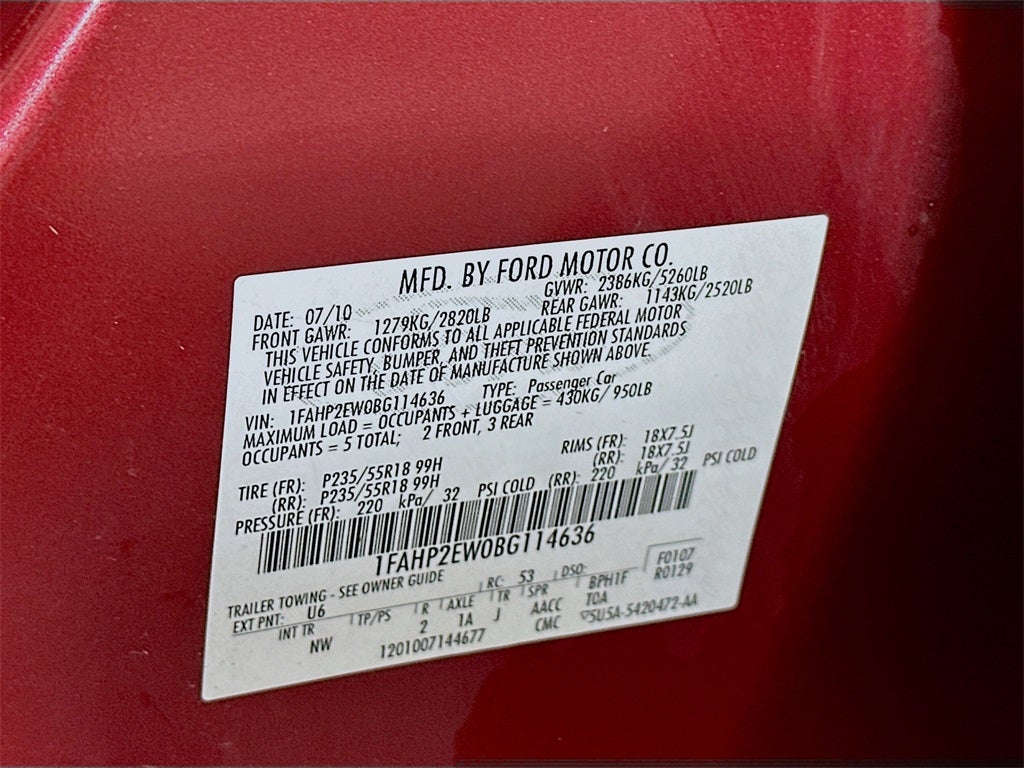 MFD. BY FORD MOTOR CO.
DATE: 07/10 GVWR: 2386KG/5260LB
FRONT GAWR: 1279KG/2820LB REAR GAWR: 1143KG/2520LB
THIS VEHICLE CONFORMS TO ALL APPLICABLE FEDERAL MOTOR
VEHICLE SAFETY, BUMPER, AND THEFT PREVENTION STANDARDS
IN EFFECT ON THE DATE OF MANUFACTURE SHOWN ABOVE.
VIN: 1FAHP2EW0BG114636 TYPE: Passenger Car
MAXIMUM LOAD = OCCUPANTS + LUGGAGE = 430KG/ 950LB
OCCUPANTS = 5 TOTAL; 2 FRONT, 3 REAR
TIRE (FR): P235/55R18 99H RIMS (FR): 18X7.5J
(RR): P235/55R18 99H (RR): 18X7.5J
PRESSURE (FR): 220 kPa/ 32 PSI COLD (RR): 220 kPa/ 32 PSI COLD
1FAHP2EW0BG114636
TRAILER TOWING - SEE OWNER GUIDE
EXT PNT: U6 RC: 53 DSO: F0107
R0129
INT TR TP/PS R AXLE TR SPR BPH1F
NW 2 1A J AACC TOA
CMC
1201007144677 5U5A-5420472-AA